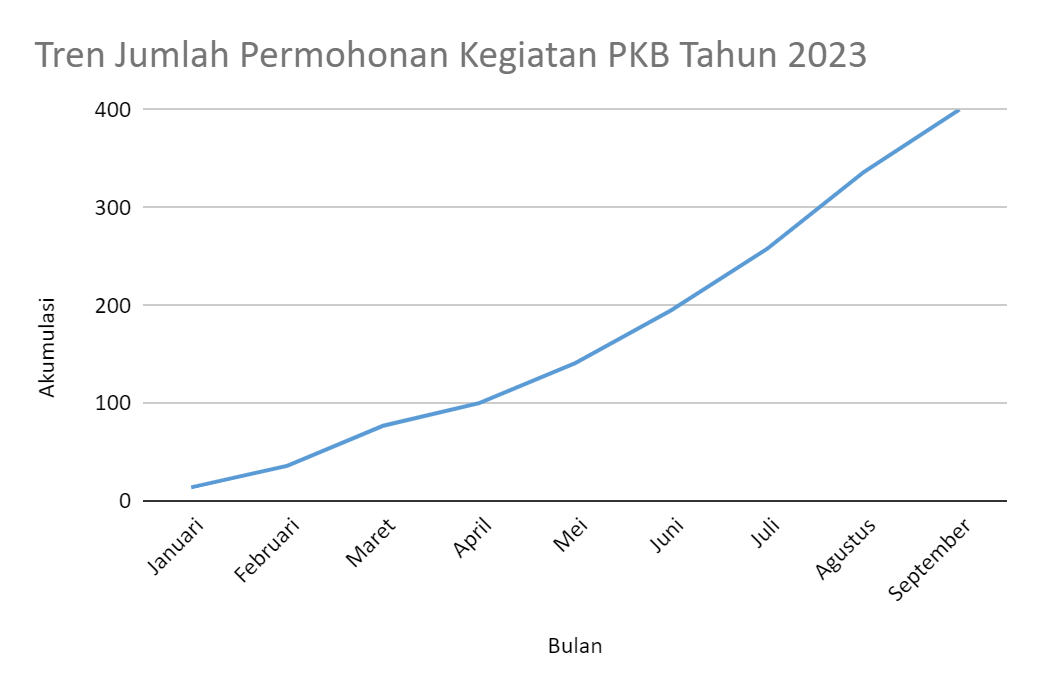 Tren Jumlah Permohonan Kegiatan PKB Tahun 2023
400
300
200
100
0
Akumulasi
Januari
Februari
Maret
April
Mei
Juni
Juli
Agustus
September
Bulan